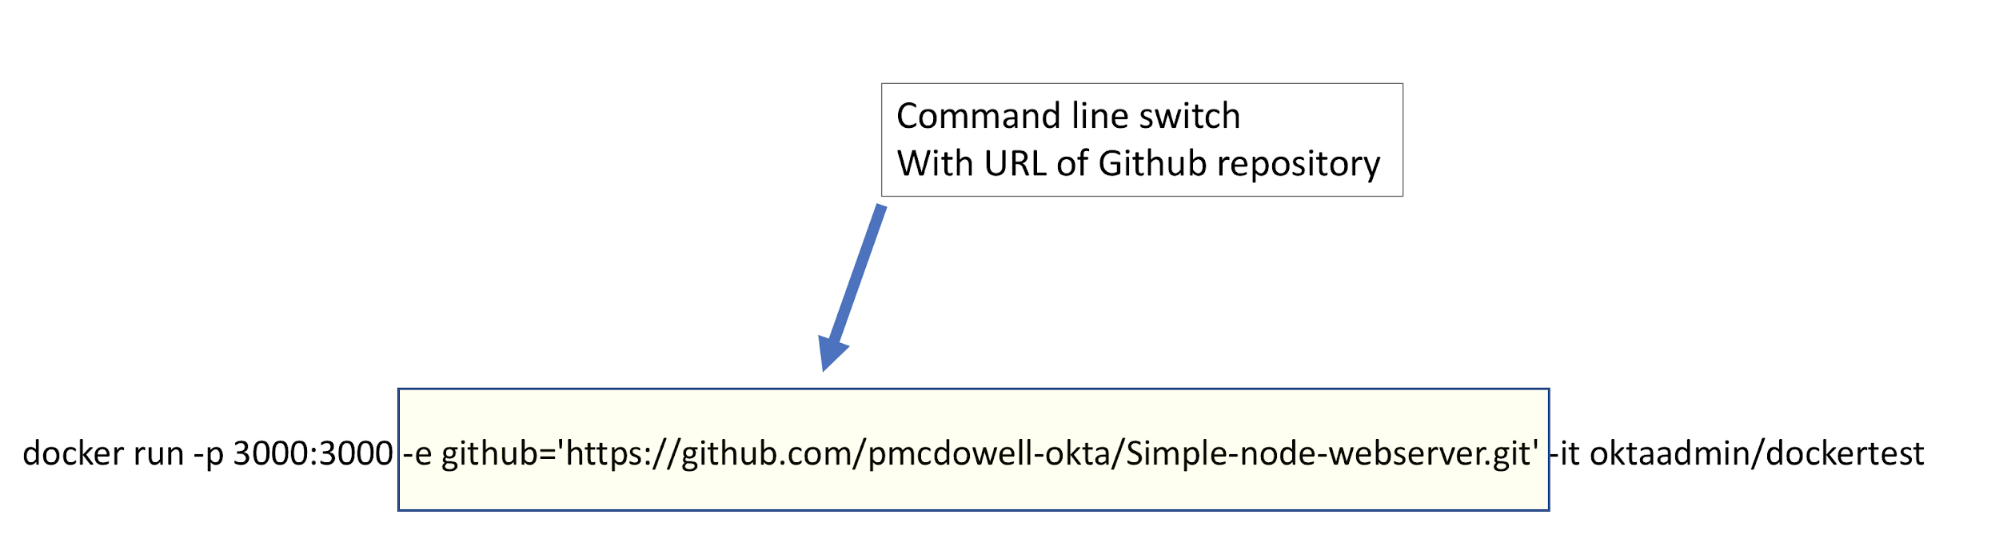 Command line switch
With URL of Github repository
docker run -p 3000:3000 -e github='https://github.com/pmcdowell-okta/Simple-node-webserver.git' -it oktaadmin/dockertest